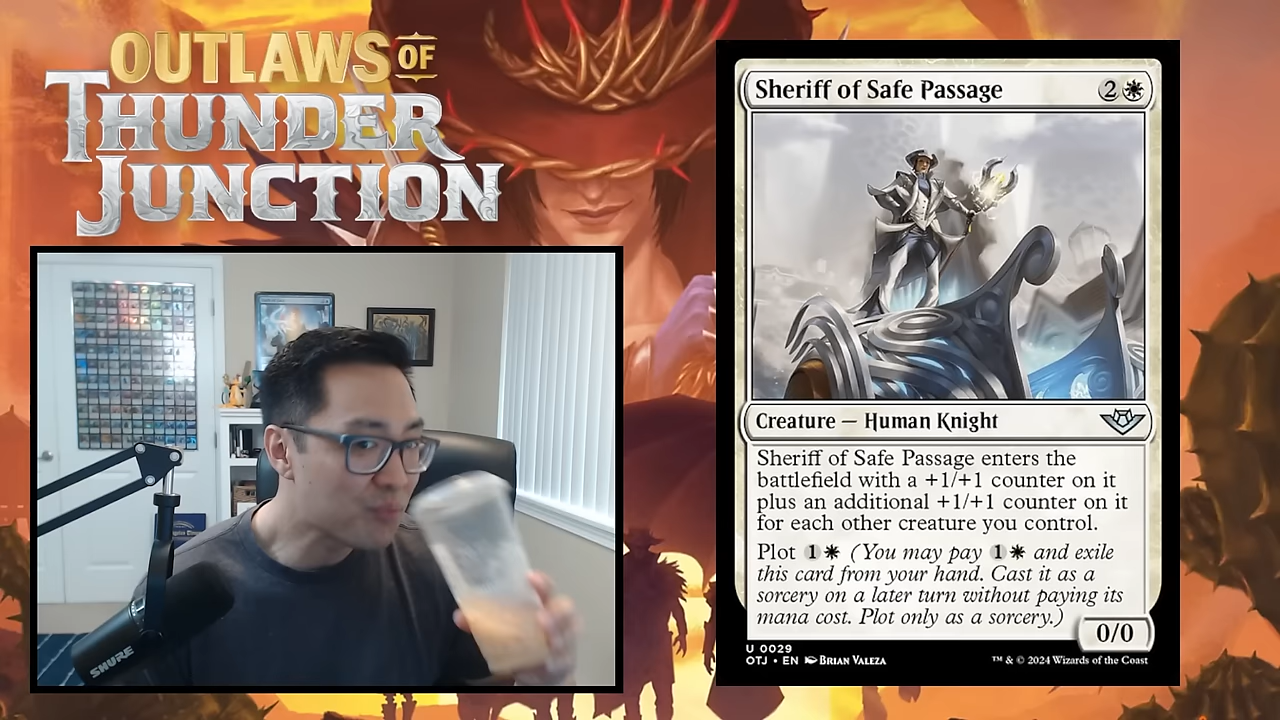 OUTLAWS OF
THUNDER
JUNCTION
Sheriff of Safe Passage 2
Creature — Human Knight
Sheriff of Safe Passage enters the
battlefield with a +1/+1 counter on it
plus an additional +1/+1 counter on it
for each other creature you control.
Plot 1 (You may pay 1 and exile
this card from your hand. Cast it as a
sorcery on a later turn without paying its
mana cost. Plot only as a sorcery.)
0/0
U 0029
OTJ • EN BRIAN VALEZA
™ & © 2024 Wizards of the Coast
SHURE